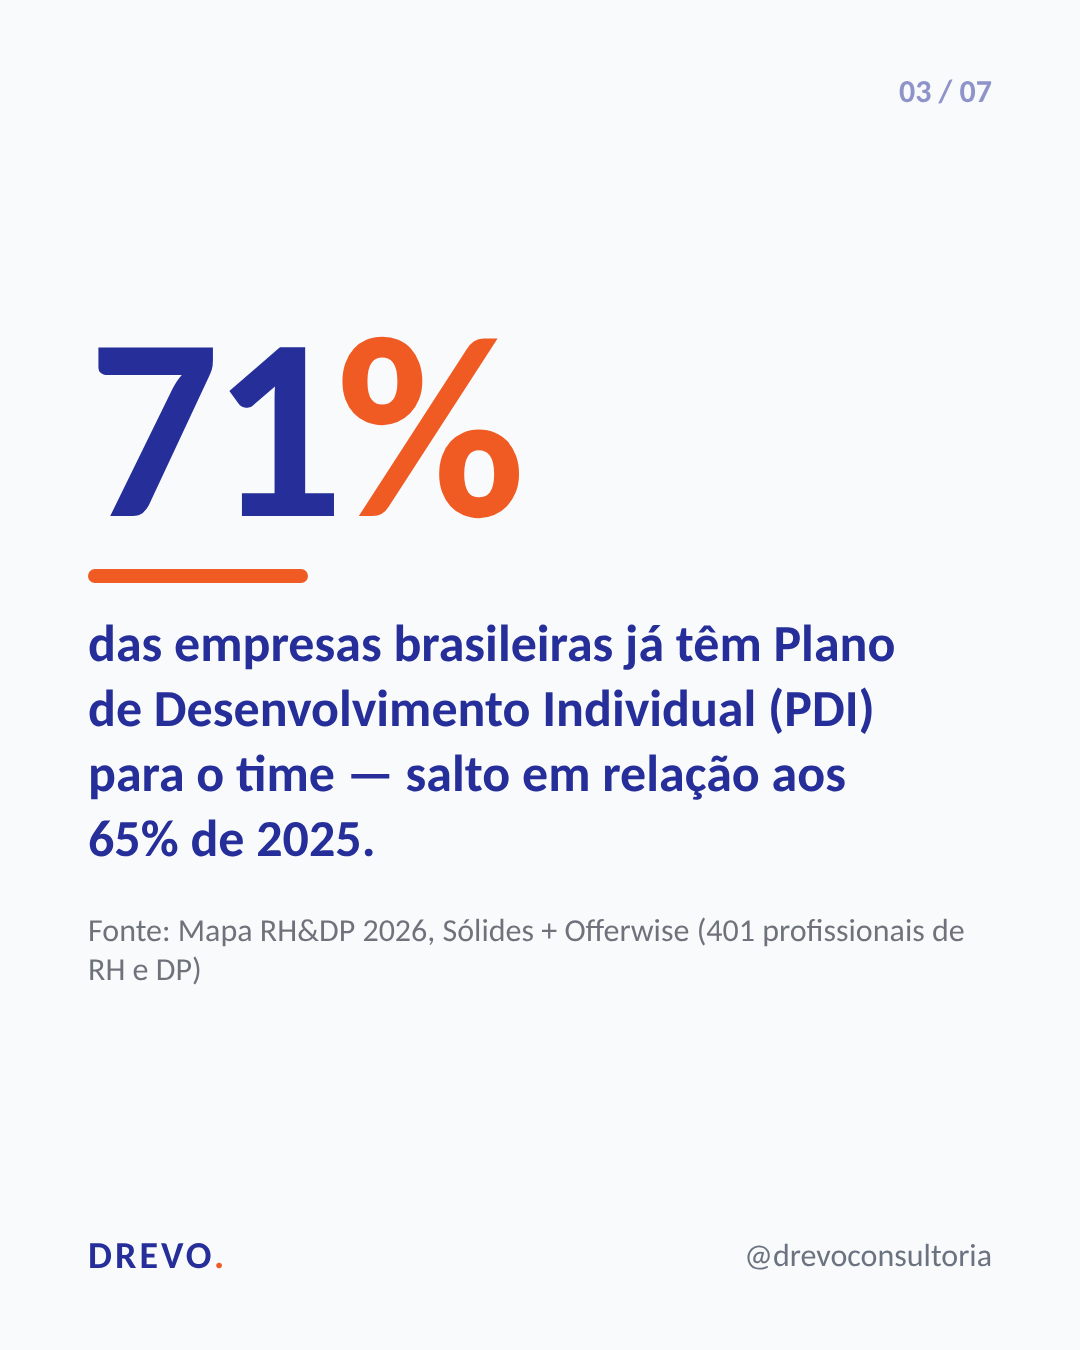 03 / 07
71%
das empresas brasileiras já têm Plano
de Desenvolvimento Individual (PDI)
para o time — salto em relação aos
65% de 2025.
Fonte: Mapa RH&DP 2026, Sólides + Offerwise (401 profissionais de
RH e DP)
DREVO.
@drevoconsultoria